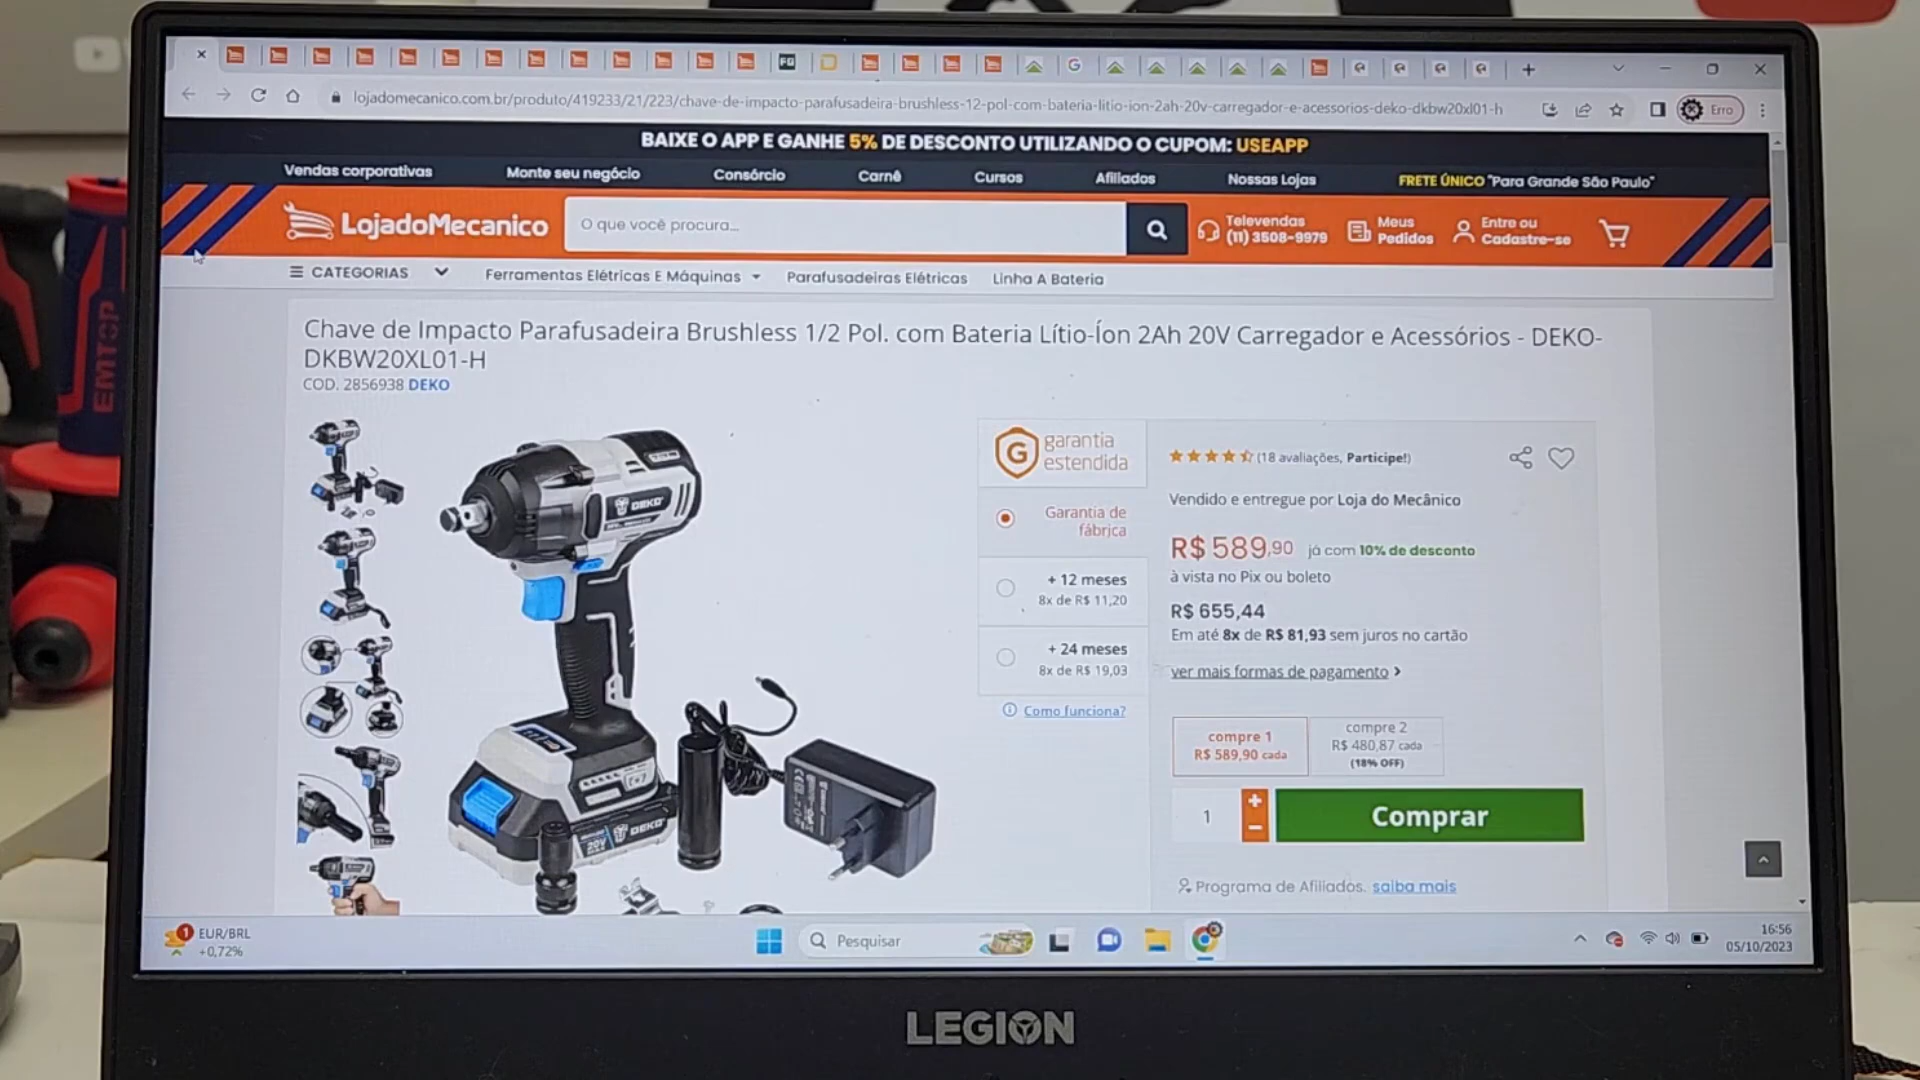 lojadomecanico.com.br/produto/419233/21/223/chave-de-impacto-parafusadeira-brushless-12-pol-com-bateria-litio-ion-2ah-20v-carregador-e-acessorios-deko-dkbw20xl01-h
Erro
BAIXE O APP E GANHE 5% DE DESCONTO UTILIZANDO O CUPOM: USEAPP
Vendas corporativas Monte seu negócio Consórcio Carnê Cursos Afiliados Nossas Lojas FRETE ÚNICO "Para Grande São Paulo"
LojadoMecanico
O que você procura...
Televendas
(11) 3508-9979
Meus
Pedidos
Entre ou
Cadastre-se
CATEGORIAS Ferramentas Elétricas E Máquinas Parafusadeiras Elétricas Linha A Bateria
EMTOP
Chave de Impacto Parafusadeira Brushless 1/2 Pol. com Bateria Lítio-Íon 2Ah 20V Carregador e Acessórios - DEKO-
DKBW20XL01-H
COD. 2856938 DEKO
DEKO
DEKO
20V
garantia
estendida
Garantia de
fábrica
+ 12 meses
8x de R$ 11,20
+ 24 meses
8x de R$ 19,03
Como funciona?
(18 avaliações, Participe!)
Vendido e entregue por Loja do Mecânico
R$ 589,90 já com 10% de desconto
à vista no Pix ou boleto
R$ 655,44
Em até 8x de R$ 81,93 sem juros no cartão
ver mais formas de pagamento
compre 1
R$ 589,90 cada
compre 2
R$ 480,87 cada
(18% OFF)
1
Comprar
Programa de Afiliados. saiba mais
1
EUR/BRL
+0,72%
Pesquisar
16:56
05/10/2023
LEGION